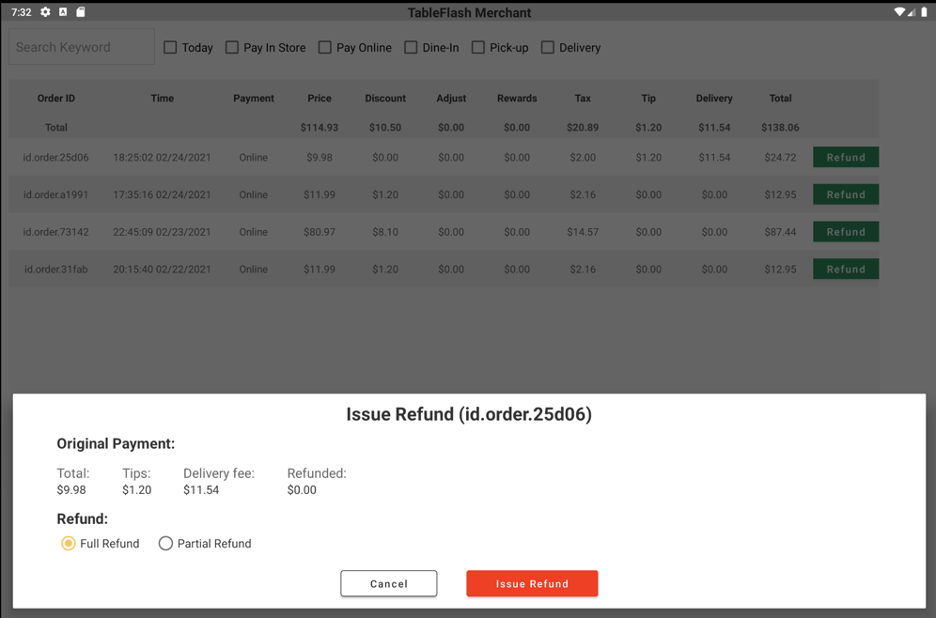 7:32
TableFlash Merchant
Search Keyword Today Pay In Store Pay Online Dine-In Pick-up Delivery
Order ID Time Payment Price Discount Adjust Rewards Tax Tip Delivery Total
Total $114.93 $10.50 $0.00 $0.00 $20.89 $1.20 $11.54 $138.06
id.order.25d06 18:25:02 02/24/2021 Online $9.98 $0.00 $0.00 $0.00 $2.00 $1.20 $11.54 $24.72 Refund
id.order.a1991 17:35:16 02/24/2021 Online $11.99 $1.20 $0.00 $0.00 $2.16 $0.00 $0.00 $12.95 Refund
id.order.73142 22:45:09 02/23/2021 Online $80.97 $8.10 $0.00 $0.00 $14.57 $0.00 $0.00 $87.44 Refund
id.order.31fab 20:15:40 02/22/2021 Online $11.99 $1.20 $0.00 $0.00 $2.16 $0.00 $0.00 $12.95 Refund
Issue Refund (id.order.25d06)
Original Payment:
Total: Tips: Delivery fee: Refunded:
$9.98 $1.20 $11.54 $0.00
Refund:
Full Refund Partial Refund
Cancel Issue Refund